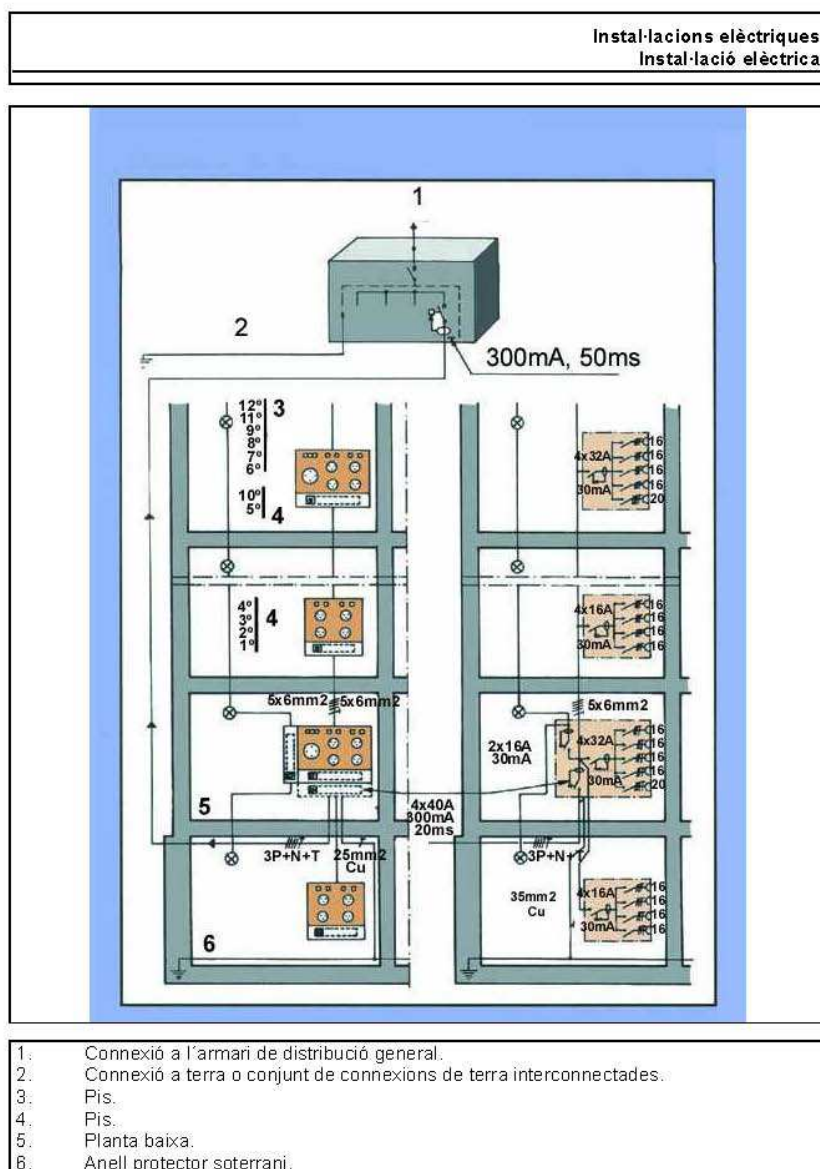 Instal·lacions elèctriques
Instal·lació elèctrica
1
2
300mA, 50ms
12º
11º
9º
8º
7º
6º
3
10º
5º
4
4x32A
30mA
16
16
16
16
20
4º
3º
2º
1º
4
4x16A
30mA
16
16
16
16
5x6mm2
5x6mm2
5x6mm2
2x16A
30mA
4x32A
30mA
16
16
16
16
20
5
4x40A
300mA
20ms
3P+N+T
25mm2
Cu
3P+N+T
35mm2
Cu
4x16A
30mA
16
16
16
16
6
1. Connexió a l´armari de distribució general.
2. Connexió a terra o conjunt de connexions de terra interconnectades.
3. Pis.
4. Pis.
5. Planta baixa.
6. Anell protector soterrani.